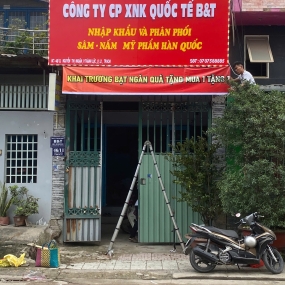 CÔNG TY CP XNK QUỐC TẾ B&T
NHẬP KHẨU VÀ PHÂN PHỐI
SÂM - NẤM MỸ PHẨM HÀN QUỐC
KHAI TRƯƠNG BẠT NGÀN QUÀ TẶNG MUA 1 TẶNG